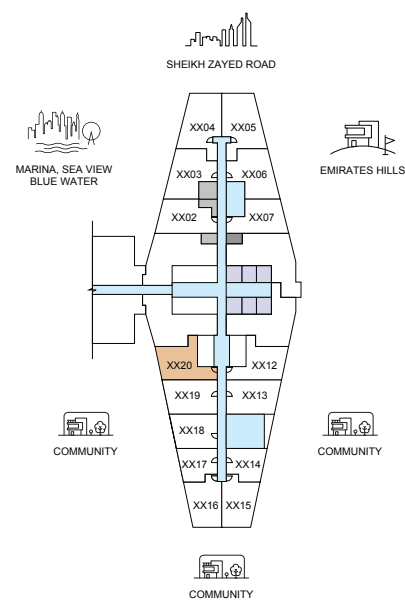 SHEIKH ZAYED ROAD
XX04 XX05
MARINA, SEA VIEW
BLUE WATER
EMIRATES HILLS
XX03 XX06
XX02 XX07
XX20 XX12
XX19 XX13
XX18
XX17 XX14
XX16 XX15
COMMUNITY
COMMUNITY
COMMUNITY